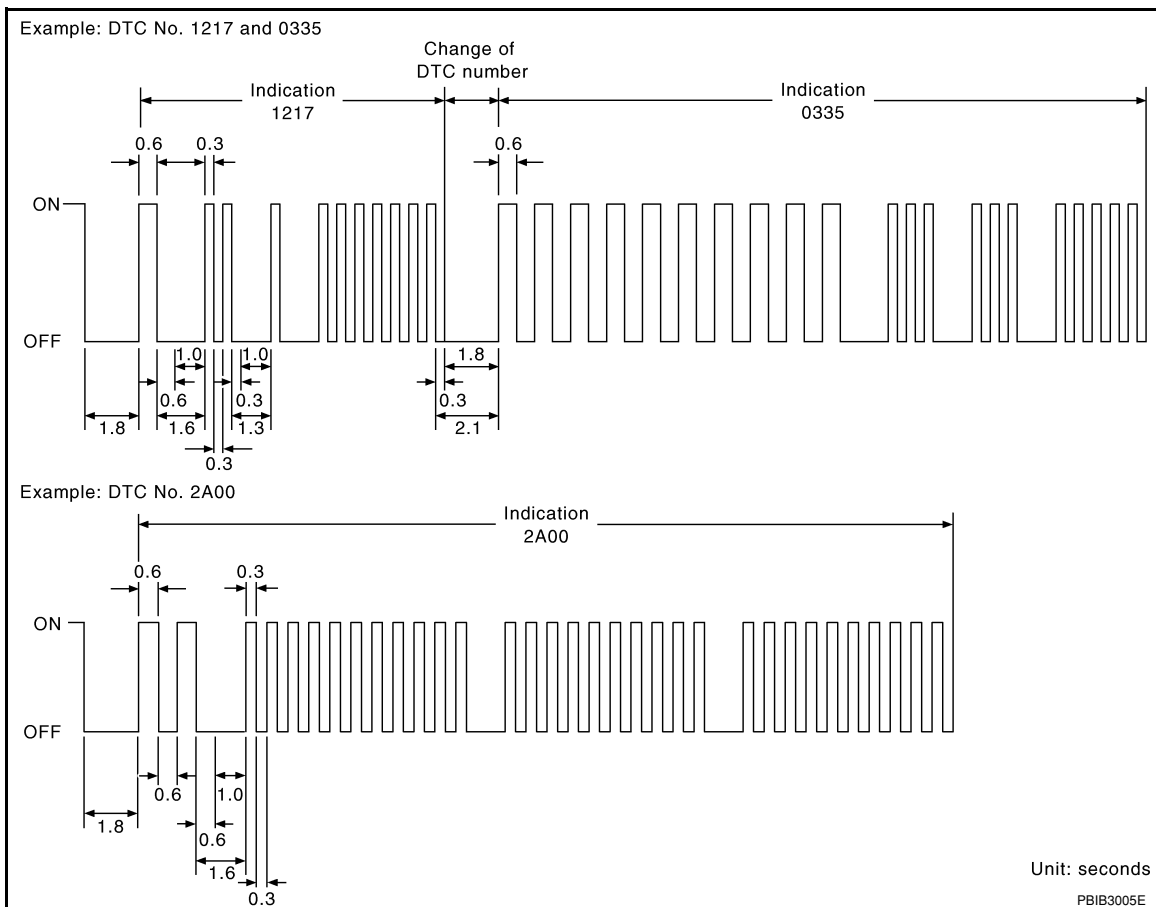 Example: DTC No. 1217 and 0335
Change of
DTC number
Indication
1217
Indication
0335
0.6
0.3
0.6
ON
OFF
1.0
1.0
1.8
0.6
0.3
0.3
1.8
1.6
1.3
2.1
0.3
Example: DTC No. 2A00
Indication
2A00
0.6
0.3
ON
OFF
0.6
1.0
1.8
0.6
1.6
0.3
Unit: seconds
PBIB3005E